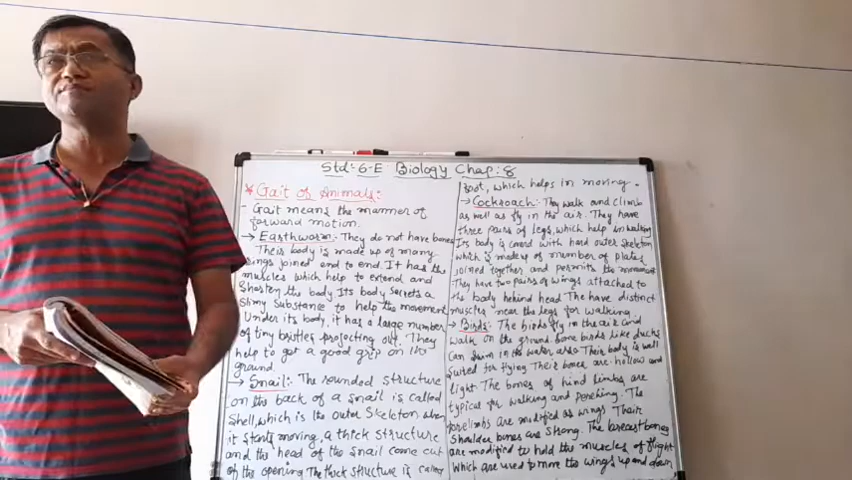 Std:- 6-E Biology Chap:- 8
* Gait of Animals:-
- Gait means the manner of
forward motion.
→ Earthworm:- They do not have bones
Their body is made up of many
rings joined end to end. It has the
muscles which help to extend and
Shorten the body Its body secrets a
Slimy substance to help the movement
Under its body, it has a large number
of tiny bristles projecting out. They
help to get a good grip on the
ground.
→ Snail:- The rounded structure
on the back of a snail is called
Shell, which is the outer Skeleton when
it starts moving, a thick structure
and the head of the snail come out
of the opening. The thick structure is called
foot, which helps in moving.
→ Cockroach:- They walk and climb
as well as fly in the air. They have
three pairs of legs, which help in walking
Its body is coverd with hard outer skeleton
which is made up of number of plates
joined together and permits the movement
They have two pairs of wings attached to
the body behind head The have distinct
muscles near the legs for walking
→ Birds:- The birds fly in the air and
walk on the ground. Some birds like ducks
can swim in the water also Their body is well
Suited for flying Their bones are hollow and
light The bones of hind limbs are
typical for walking and perching. The
forelimbs are modified as wings Their
Shoulder bones are strong. The breast bones
are modified to hold the muscles of flight
which are used to move the wings up and down